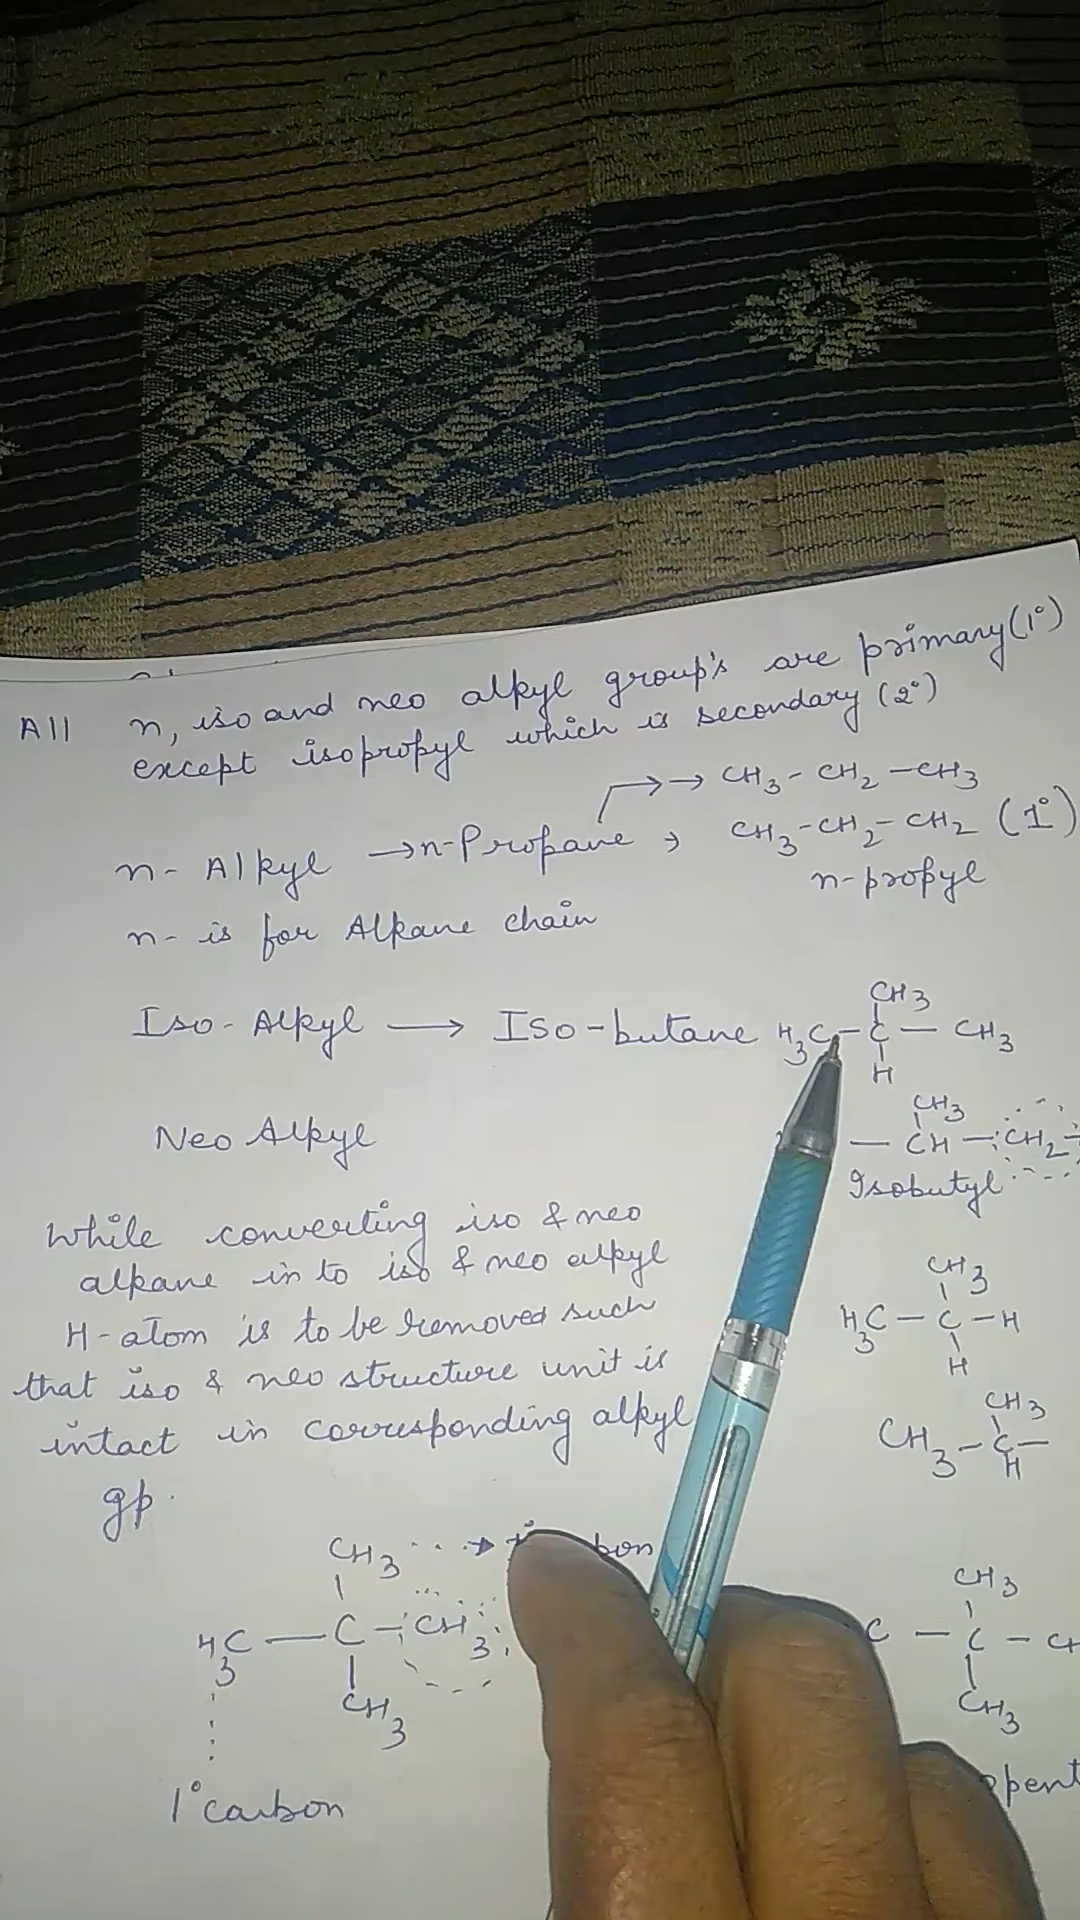 All n, iso and neo alkyl group's are primary (1°)
except isopropyl which is secondary (2°)
→→ CH3 - CH2 - CH3
n- Alkyl → n-Propane → CH3 - CH2 - CH2 (1°)
n-propyl
n- is for Alkane chain
CH3
Iso-Alkyl → Iso-butane H3C - C - CH3
H
CH3
Neo Alkyl
- CH - CH2 -
Isobutyl
While converting iso & neo
alkane in to iso & neo alkyl
H-atom is to be removed such
that iso & neo structure unit is
intact in corresponding alkyl
gp.
CH3
H3C - C - H
H
CH3
CH3 - C -
H
CH3
H3C - C - CH3
CH3
1° carbon
CH3
C - C -
CH3